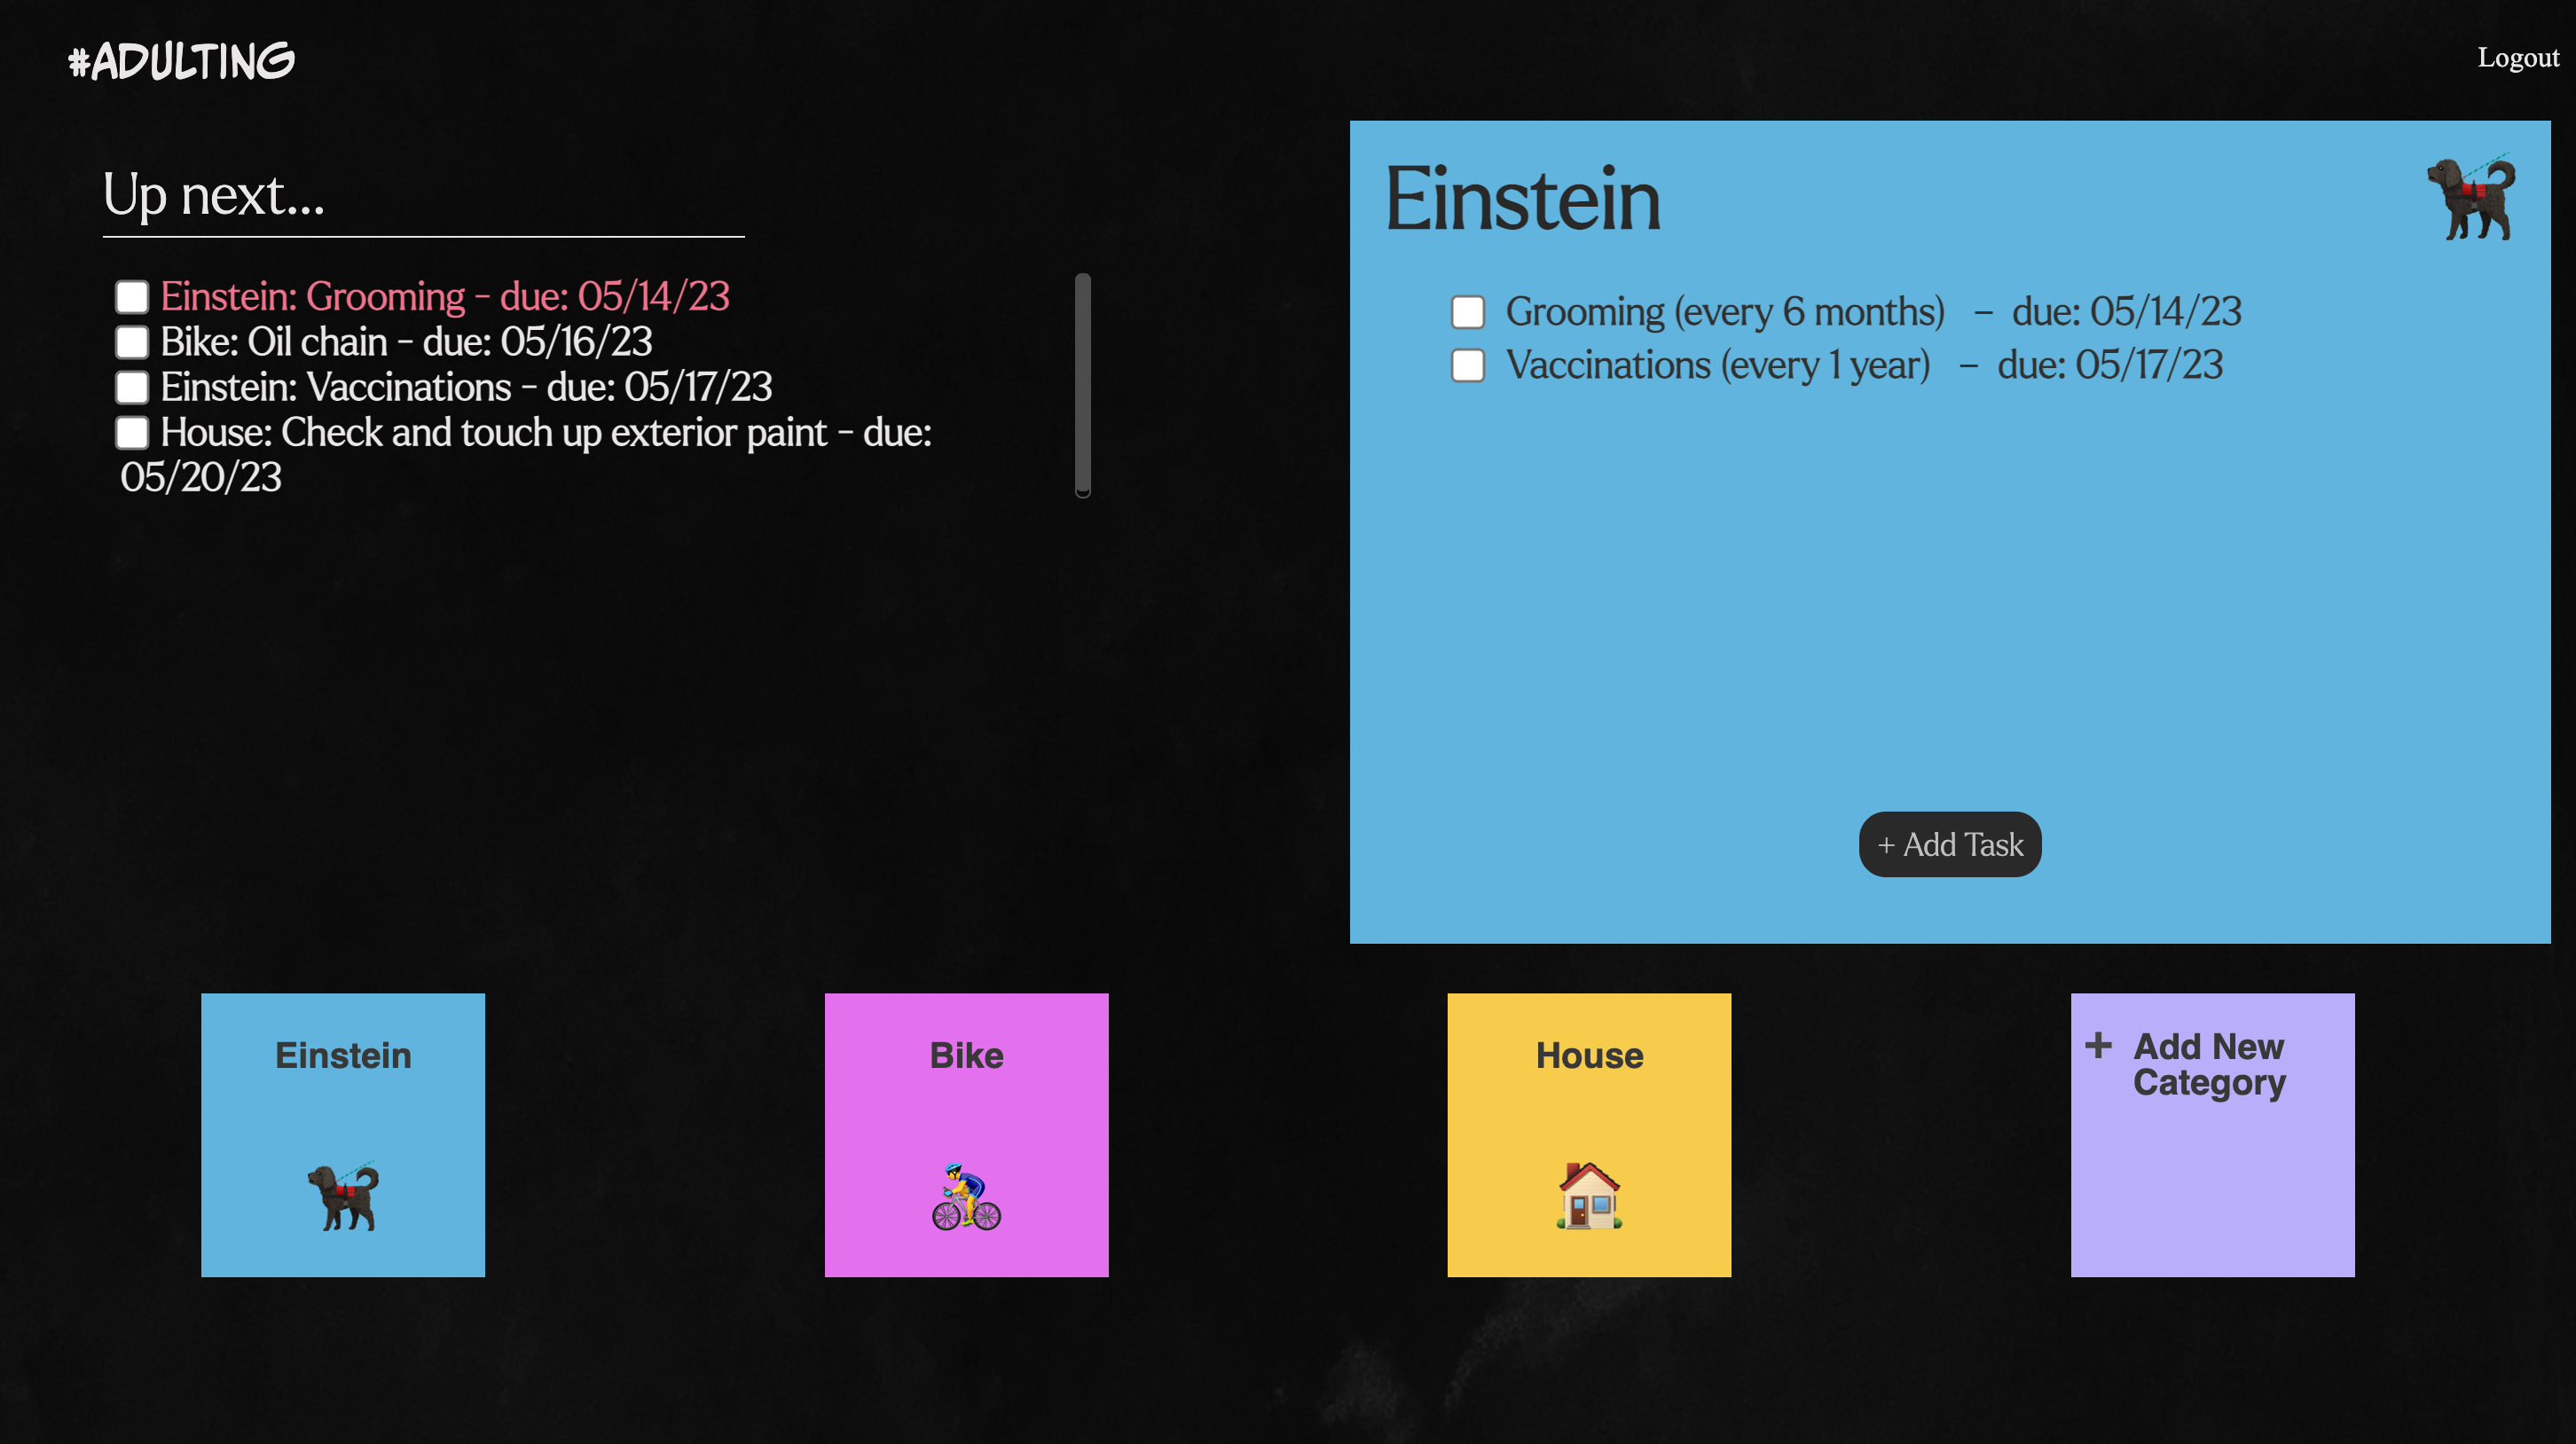 #ADULTING
Logout
Up next...
Einstein: Grooming - due: 05/14/23
Bike: Oil chain - due: 05/16/23
Einstein: Vaccinations - due: 05/17/23
House: Check and touch up exterior paint - due:
05/20/23
Einstein
Grooming (every 6 months) – due: 05/14/23
Vaccinations (every 1 year) – due: 05/17/23
+ Add Task
Einstein
Bike
House
+ Add New
Category